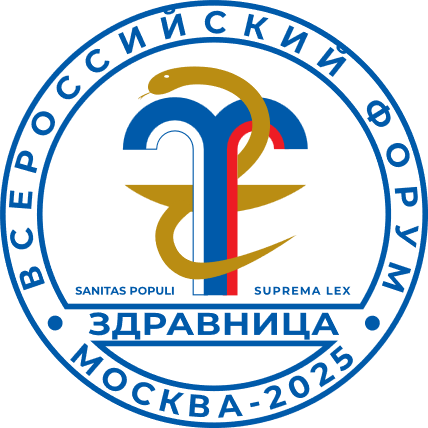 ВСЕРОССИЙСКИЙ ФОРУМ
SANITAS POPULI SUPREMA LEX
ЗДРАВНИЦА
МОСКВА-2025